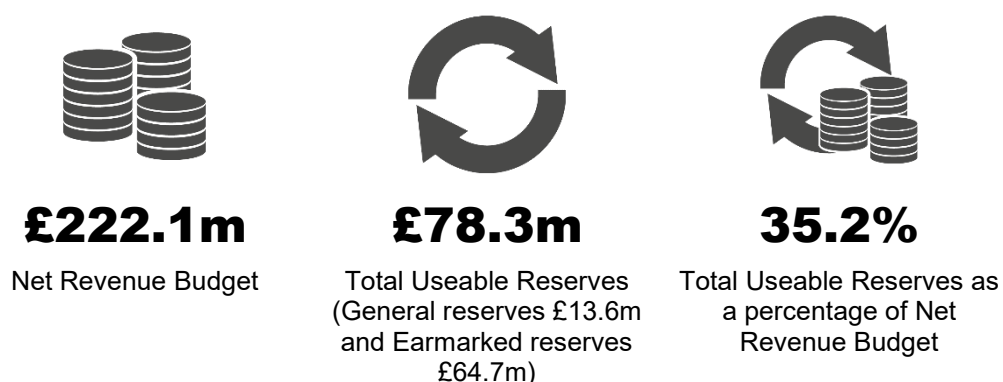 £222.1m
Net Revenue Budget
£78.3m
Total Useable Reserves
(General reserves £13.6m
and Earmarked reserves
£64.7m)
35.2%
Total Useable Reserves as
a percentage of Net
Revenue Budget